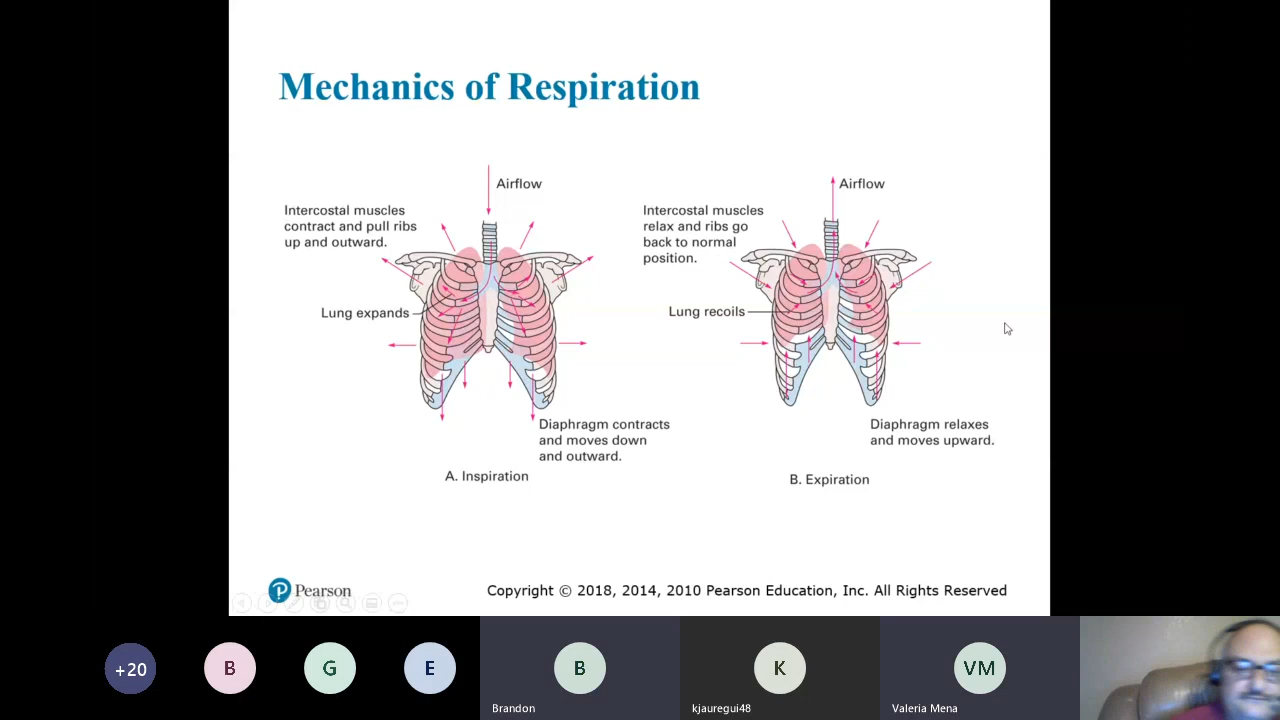 Mechanics of Respiration
Airflow
Intercostal muscles
contract and pull ribs
up and outward.
Lung expands
Diaphragm contracts
and moves down
and outward.
A. Inspiration
Airflow
Intercostal muscles
relax and ribs go
back to normal
position.
Lung recoils
Diaphragm relaxes
and moves upward.
B. Expiration
P Pearson
Copyright © 2018, 2014, 2010 Pearson Education, Inc. All Rights Reserved
+20
B
G
E
B
Brandon
K
kjauregui48
VM
Valeria Mena